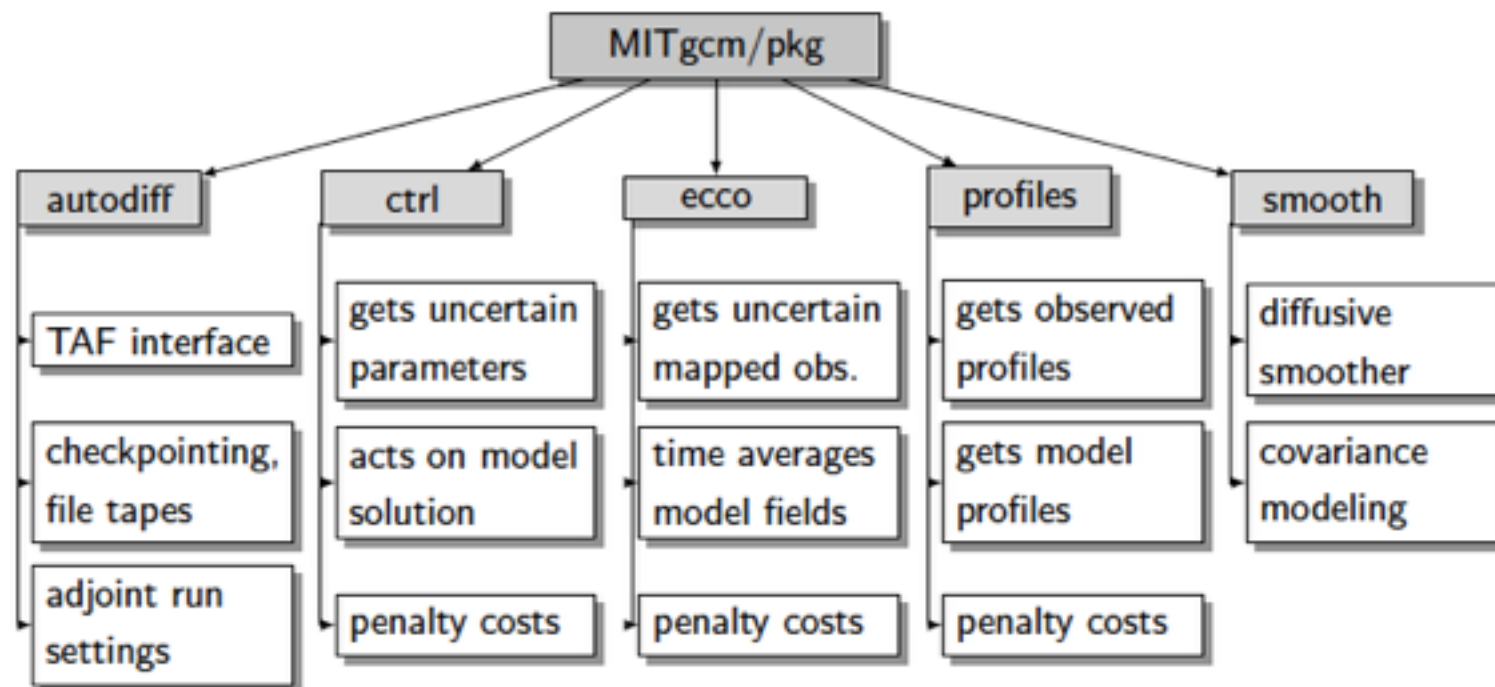 MITgcm/pkg
autodiff
TAF interface
checkpointing,
file tapes
adjoint run
settings
ctrl
gets uncertain
parameters
acts on model
solution
penalty costs
ecco
gets uncertain
mapped obs.
time averages
model fields
penalty costs
profiles
gets observed
profiles
gets model
profiles
penalty costs
smooth
diffusive
smoother
covariance
modeling